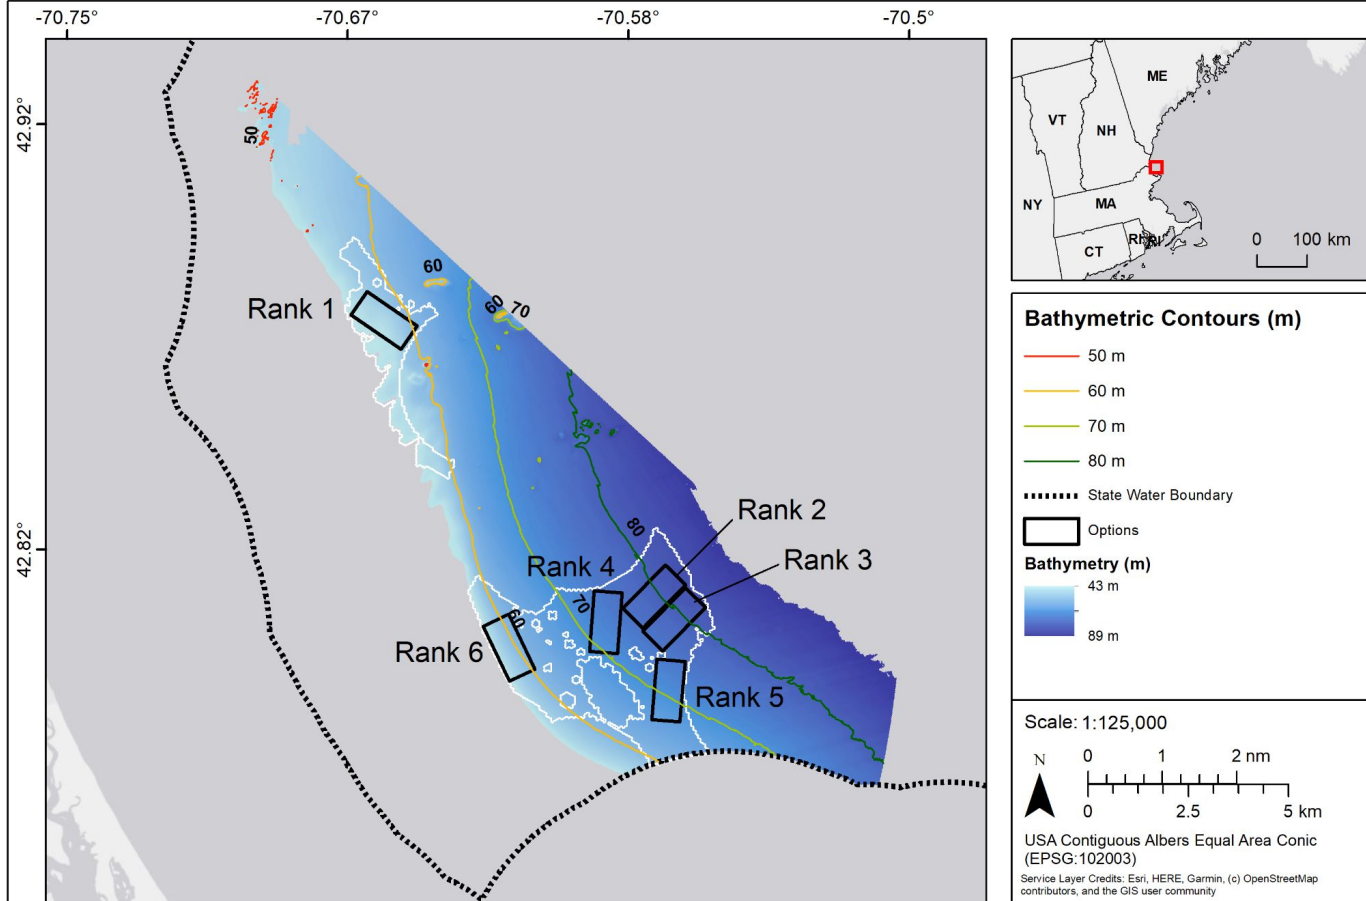 -70.75°
-70.67°
-70.58°
-70.5°
42.92°
42.82°
50
60
60
70
Rank 1
80
Rank 2
Rank 3
Rank 4
70
60
Rank 6
Rank 5
ME
VT
NH
NY
MA
CT
RI
RI
0 100 km
Bathymetric Contours (m)
50 m
60 m
70 m
80 m
State Water Boundary
Options
Bathymetry (m)
43 m
89 m
Scale: 1:125,000
N
0 1 2 nm
0 2.5 5 km
USA Contiguous Albers Equal Area Conic
(EPSG:102003)
Service Layer Credits: Esri, HERE, Garmin, (c) OpenStreetMap
contributors, and the GIS user community